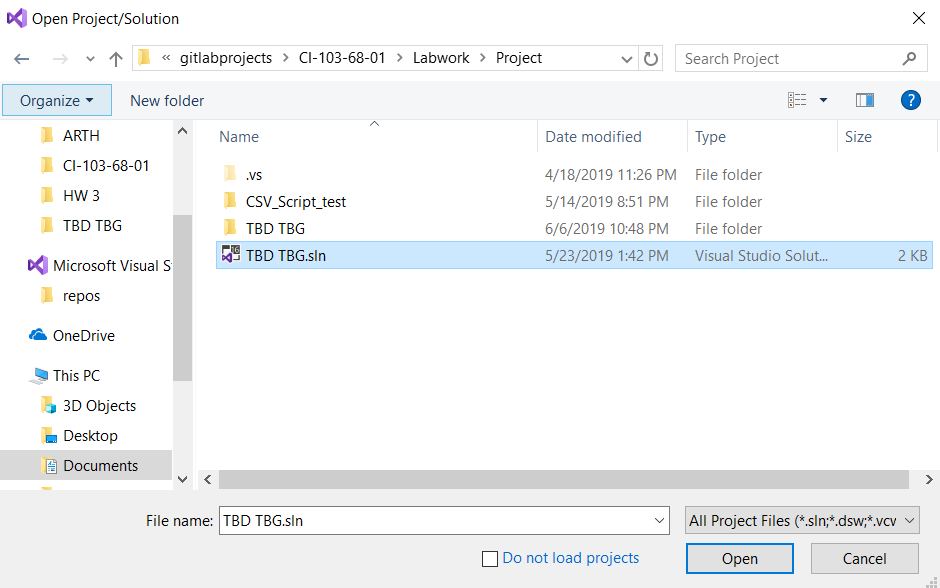 Open Project/Solution
« gitlabprojects > CI-103-68-01 > Labwork > Project
Search Project
Organize
New folder
?
ARTH
CI-103-68-01
HW 3
TBD TBG
Microsoft Visual S
repos
OneDrive
This PC
3D Objects
Desktop
Documents
Name Date modified Type Size
.vs 4/18/2019 11:26 PM File folder
CSV_Script_test 5/14/2019 8:51 PM File folder
TBD TBG 6/6/2019 10:48 PM File folder
TBD TBG.sln 5/23/2019 1:42 PM Visual Studio Solut... 2 KB
File name: TBD TBG.sln
All Project Files (*.sln;*.dsw;*.vcw
Do not load projects
Open
Cancel